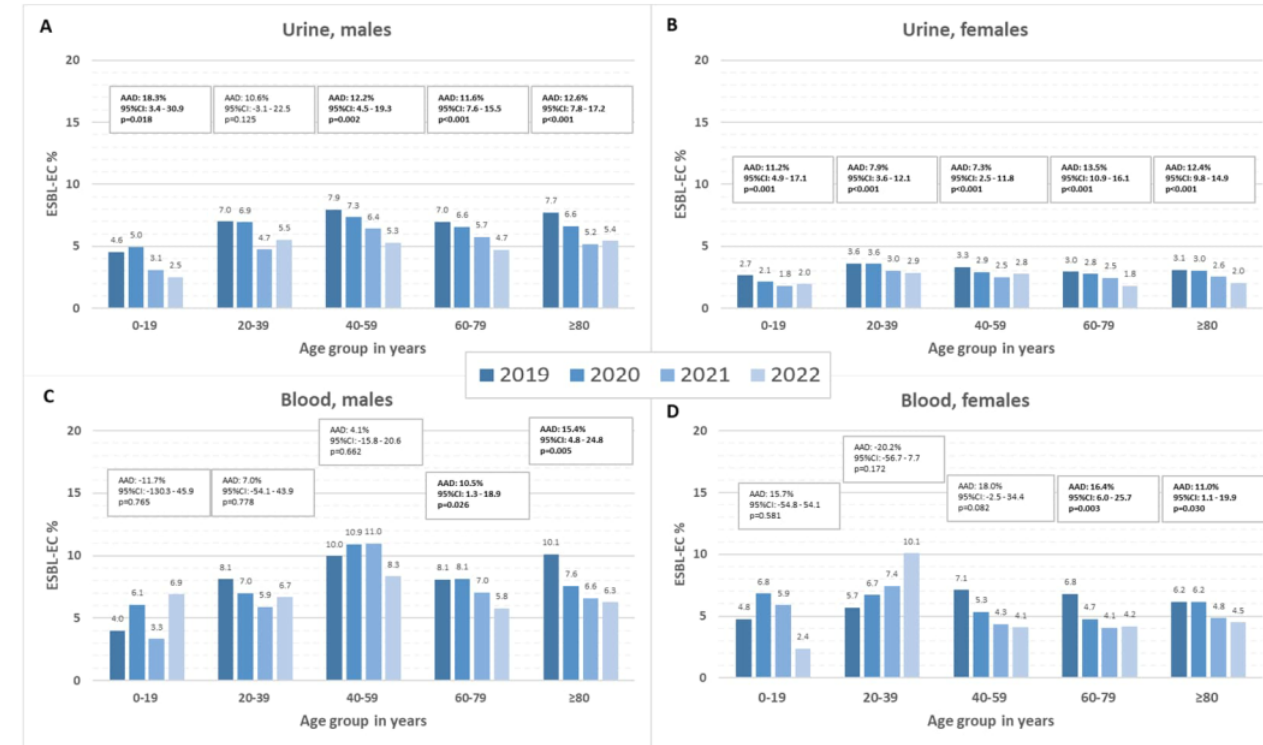 A
Urine, males
20
15
10
5
0
ESBL-EC %
AAD: 18.3%
95%CI: 3.4 - 30.9
p=0.018
AAD: 10.6%
95%CI: -3.1 - 22.5
p=0.125
AAD: 12.2%
95%CI: 4.5 - 19.3
p=0.002
AAD: 11.6%
95%CI: 7.6 - 15.5
p<0.001
AAD: 12.6%
95%CI: 7.8 - 17.2
p<0.001
4.6 5.0 3.1 2.5
7.0 6.9 4.7 5.5
7.9 7.3 6.4 5.3
7.0 6.6 5.7 4.7
7.7 6.6 5.2 5.4
0-19 20-39 40-59 60-79 ≥80
Age group in years
B
Urine, females
20
15
10
5
0
ESBL-EC %
AAD: 11.2%
95%CI: 4.9 - 17.1
p=0.001
AAD: 7.9%
95%CI: 3.6 - 12.1
p<0.001
AAD: 7.3%
95%CI: 2.5 - 11.8
p<0.001
AAD: 13.5%
95%CI: 10.9 - 16.1
p<0.001
AAD: 12.4%
95%CI: 9.8 - 14.9
p<0.001
2.7 2.1 1.8 2.0
3.6 3.6 3.0 2.9
3.3 2.9 2.5 2.8
3.0 2.8 2.5 1.8
3.1 3.0 2.6 2.0
0-19 20-39 40-59 60-79 ≥80
Age group in years
2019 2020 2021 2022
C
Blood, males
20
15
10
5
0
ESBL-EC %
AAD: -11.7%
95%CI: -130.3 - 45.9
p=0.765
AAD: 7.0%
95%CI: -54.1 - 43.9
p=0.778
AAD: 4.1%
95%CI: -15.8 - 20.6
p=0.662
AAD: 10.5%
95%CI: 1.3 - 18.9
p=0.026
AAD: 15.4%
95%CI: 4.8 - 24.8
p=0.005
4.0 6.1 3.3 6.9
8.1 7.0 5.9 6.7
10.0 10.9 11.0 8.3
8.1 8.1 7.0 5.8
10.1 7.6 6.6 6.3
0-19 20-39 40-59 60-79 ≥80
Age group in years
D
Blood, females
20
15
10
5
0
ESBL-EC %
AAD: 15.7%
95%CI: -54.8 - 54.1
p=0.581
AAD: -20.2%
95%CI: -56.7 - 7.7
p=0.172
AAD: 18.0%
95%CI: -2.5 - 34.4
p=0.082
AAD: 16.4%
95%CI: 6.0 - 25.7
p=0.003
AAD: 11.0%
95%CI: 1.1 - 19.9
p=0.030
4.8 6.8 5.9 2.4
5.7 6.7 7.4 10.1
7.1 5.3 4.3 4.1
6.8 4.7 4.1 4.2
6.2 6.2 4.8 4.5
0-19 20-39 40-59 60-79 ≥80
Age group in years